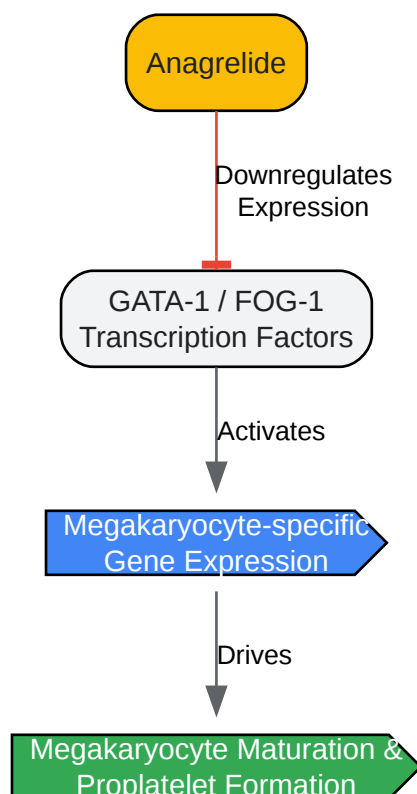 Anagrelide
Downregulates
Expression
GATA-1 / FOG-1
Transcription Factors
Activates
Megakaryocyte-specific
Gene Expression
Drives
Megakaryocyte Maturation &
Proplatelet Formation